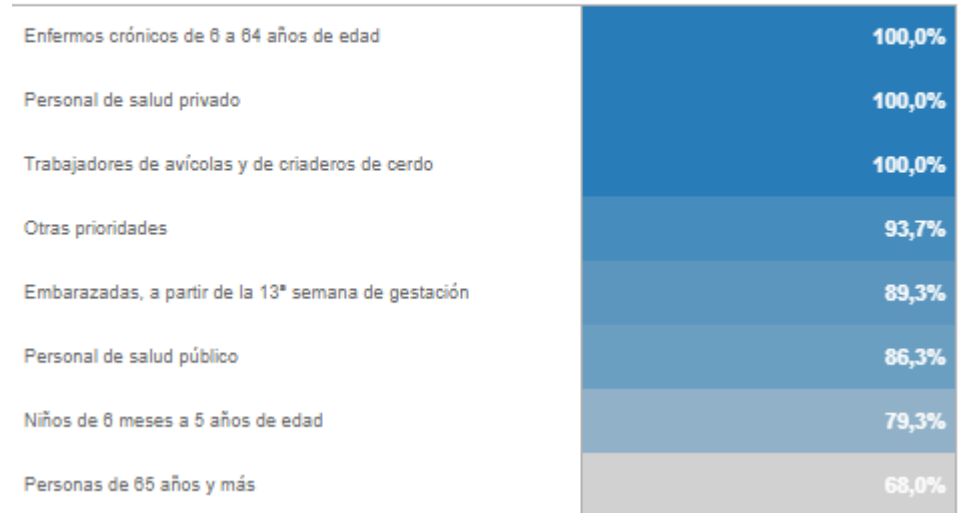 Enfermos crónicos de 6 a 64 años de edad 100,0%
Personal de salud privado 100,0%
Trabajadores de avícolas y de criaderos de cerdo 100,0%
Otras prioridades 93,7%
Embarazadas, a partir de la 13ª semana de gestación 89,3%
Personal de salud público 86,3%
Niños de 6 meses a 5 años de edad 79,3%
Personas de 65 años y más 68,0%